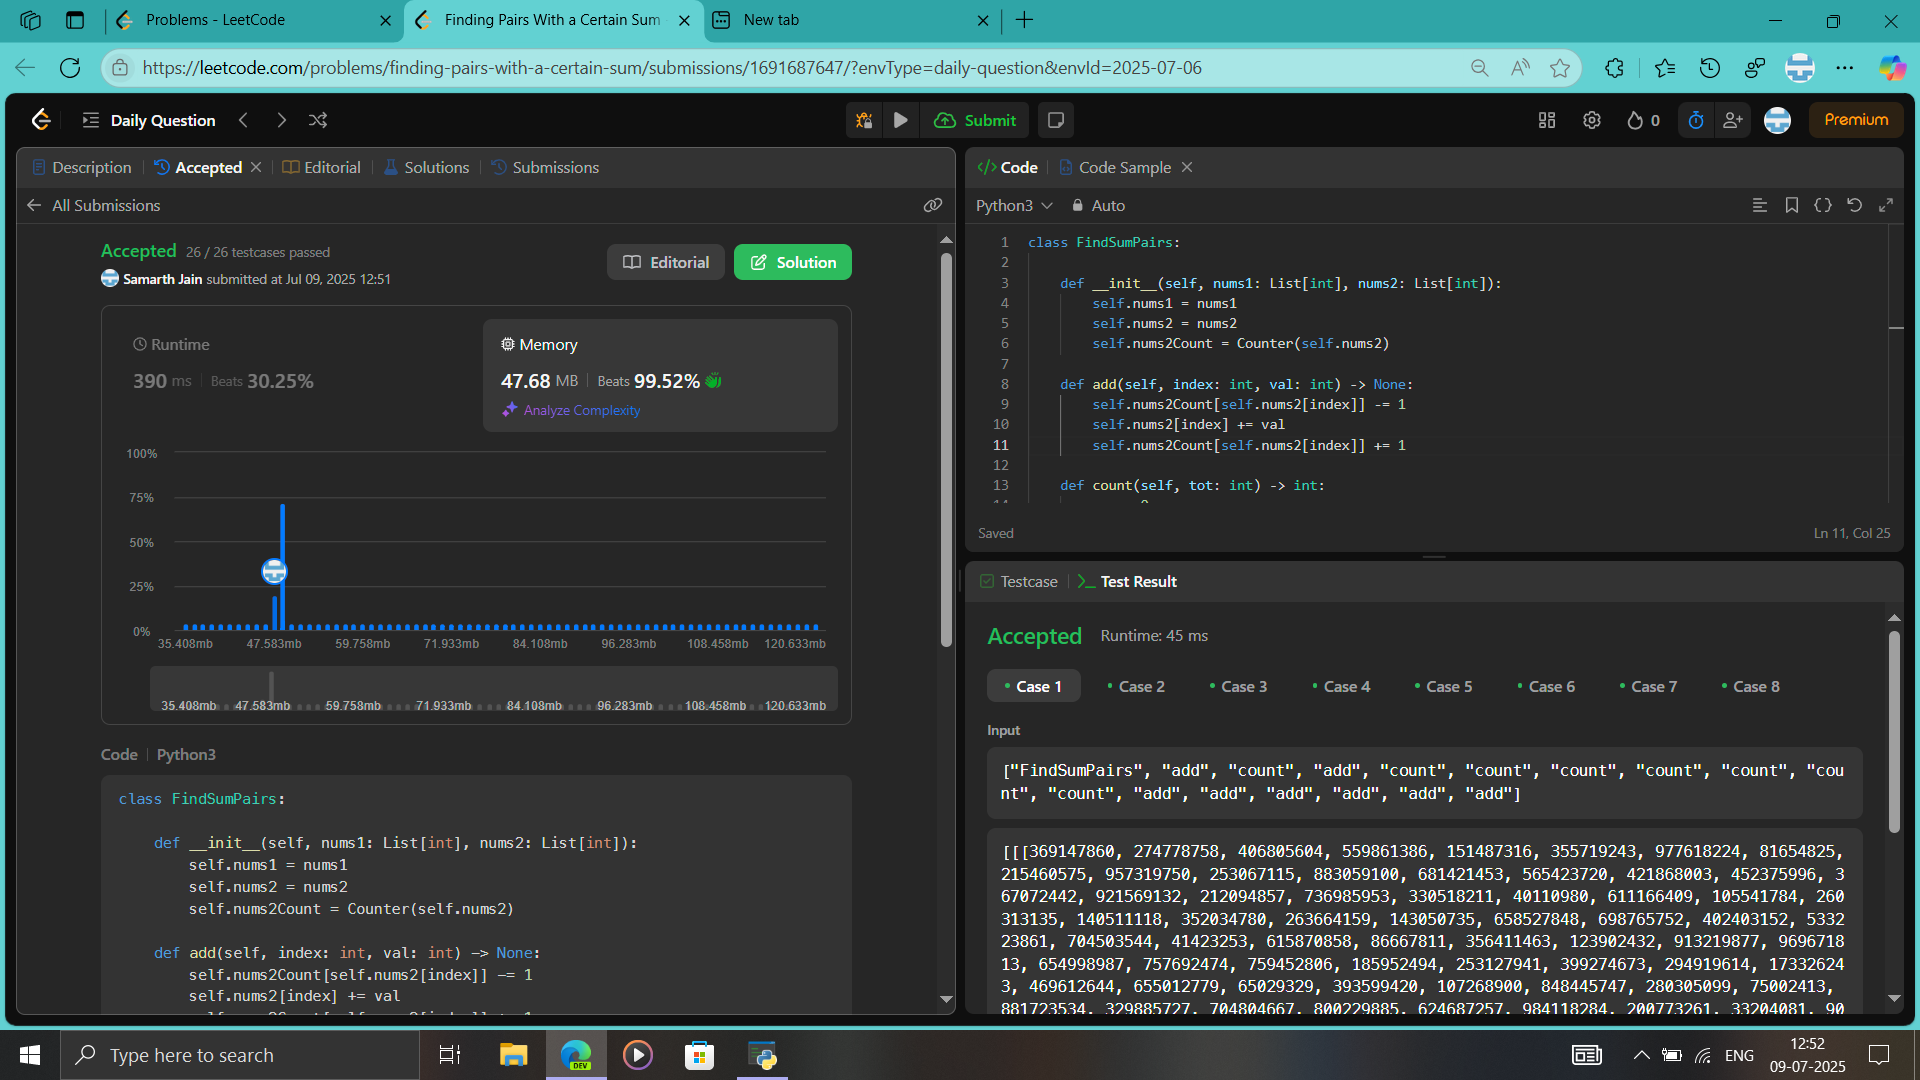 Problems - LeetCode
Finding Pairs With a Certain Sum
New tab
https://leetcode.com/problems/finding-pairs-with-a-certain-sum/submissions/1691687647/?envType=daily-question&envId=2025-07-06
Daily Question
Submit
0
Premium
Description
Accepted
Editorial
Solutions
Submissions
All Submissions
Accepted 26 / 26 testcases passed
Samarth Jain submitted at Jul 09, 2025 12:51
Editorial
Solution
Runtime
390 ms Beats 30.25%
Memory
47.68 MB Beats 99.52%
Analyze Complexity
100%
75%
50%
25%
0%
35.408mb 47.583mb 59.758mb 71.933mb 84.108mb 96.283mb 108.458mb 120.633mb
35.408mb 47.583mb 59.758mb 71.933mb 84.108mb 96.283mb 108.458mb 120.633mb
Code Python3
class FindSumPairs:
def __init__(self, nums1: List[int], nums2: List[int]):
self.nums1 = nums1
self.nums2 = nums2
self.nums2Count = Counter(self.nums2)
def add(self, index: int, val: int) -> None:
self.nums2Count[self.nums2[index]] -= 1
self.nums2[index] += val
Code
Code Sample
Python3
Auto
1 class FindSumPairs:
2
3 def __init__(self, nums1: List[int], nums2: List[int]):
4 self.nums1 = nums1
5 self.nums2 = nums2
6 self.nums2Count = Counter(self.nums2)
7
8 def add(self, index: int, val: int) -> None:
9 self.nums2Count[self.nums2[index]] -= 1
10 self.nums2[index] += val
11 self.nums2Count[self.nums2[index]] += 1
12
13 def count(self, tot: int) -> int:
Saved
Ln 11, Col 25
Testcase
Test Result
Accepted Runtime: 45 ms
Case 1 Case 2 Case 3 Case 4 Case 5 Case 6 Case 7 Case 8
Input
["FindSumPairs", "add", "count", "add", "count", "count", "count", "count", "count", "cou
nt", "count", "add", "add", "add", "add", "add", "add"]
[[[369147860, 274778758, 406805604, 559861386, 151487316, 355719243, 977618224, 81654825,
215460575, 957319750, 253067115, 883059100, 681421453, 565423720, 421868003, 452375996, 3
67072442, 921569132, 212094857, 736985953, 330518211, 40110980, 611166409, 105541784, 260
313135, 140511118, 352034780, 263664159, 143050735, 658527848, 698765752, 402403152, 5332
23861, 704503544, 41423253, 615870858, 86667811, 356411463, 123902432, 913219877, 9696718
13, 654998987, 757692474, 759452806, 185952494, 253127941, 399274673, 294919614, 17332624
3, 469612644, 655012779, 65029329, 393599420, 107268900, 848445747, 280305099, 75002413,
881723534, 329885727, 704804667, 800229885, 624687257, 984118284, 200773261, 33204081, 90
Type here to search
DEV
ENG
12:52
09-07-2025